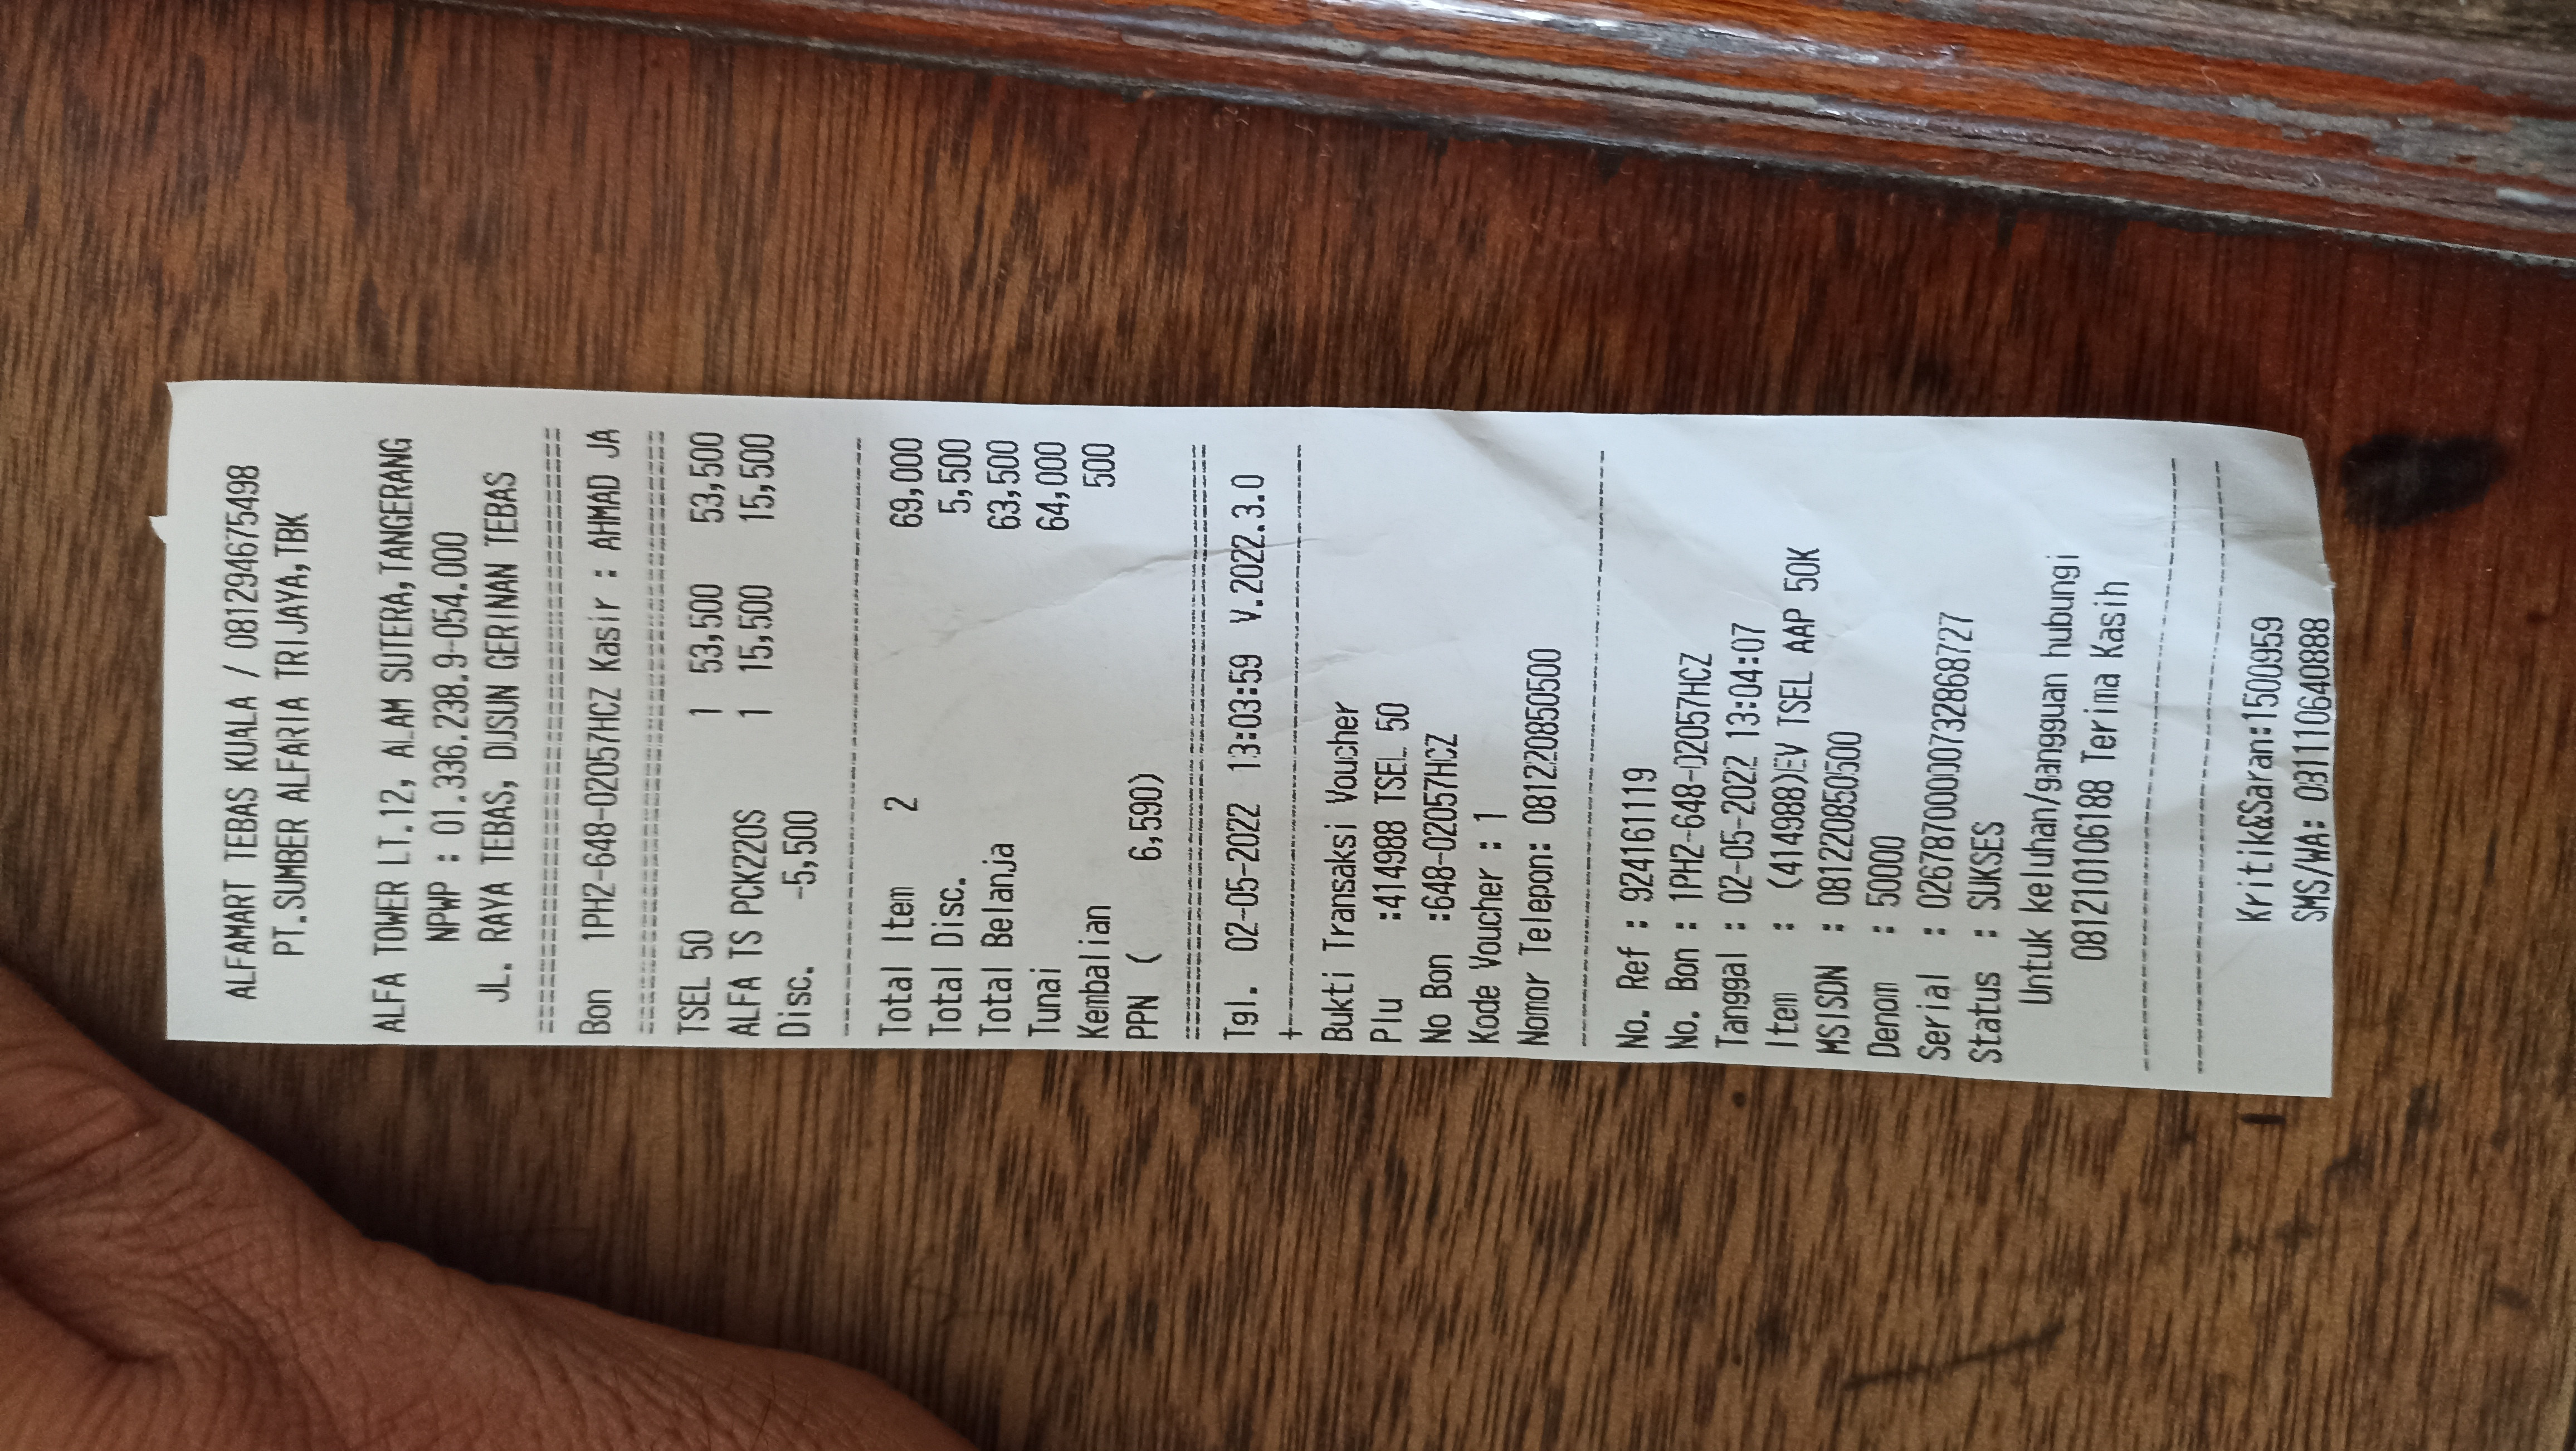 ALFAMART TEBAS KUALA / 081294675498
PT.SUMBER ALFARIA TRIJAYA,TBK
ALFA TOWER LT.12, ALAM SUTERA,TANGERANG
NPWP : 01.336.238.9-054.000
JL. RAYA TEBAS, DUSUN GERINAN TEBAS
Bon 1PH2-648-02057HCZ Kasir : AHMAD JA
TSEL 50 1 53,500 53,500
ALFA TS PCK220S 1 15,500 15,500
Disc. -5,500
Total Item 2 69,000
Total Disc. 5,500
Total Belanja 63,500
Tunai 64,000
Kembalian 500
PPN ( 6,590)
Tgl. 02-05-2022 13:03:59 V.2022.3.0
Bukti Transaksi Voucher
Plu :414988 TSEL 50
No Bon :648-02057HCZ
Kode Voucher : 1
Nomor Telepon: 081220850500
No. Ref : 924161119
No. Bon : 1PH2-648-02057HCZ
Tanggal : 02-05-2022 13:04:07
Item : (414988)EV TSEL AAP 50K
MSISDN : 081220850500
Denom : 50000
Serial : 02678700000732868727
Status : SUKSES
Untuk keluhan/gangguan hubungi
081210106188 Terima Kasih
Kritik&Saran:1500959
SMS/WA: 081110640888